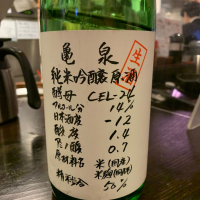 亀泉
生
純米吟醸原酒
酵母 CEL-24
アルコール分 14%
日本酒度 -12
酸度 1.4
アミノ酸 0.7
原材料名 米(国産)
米麹(国産米)
精米歩合 50%